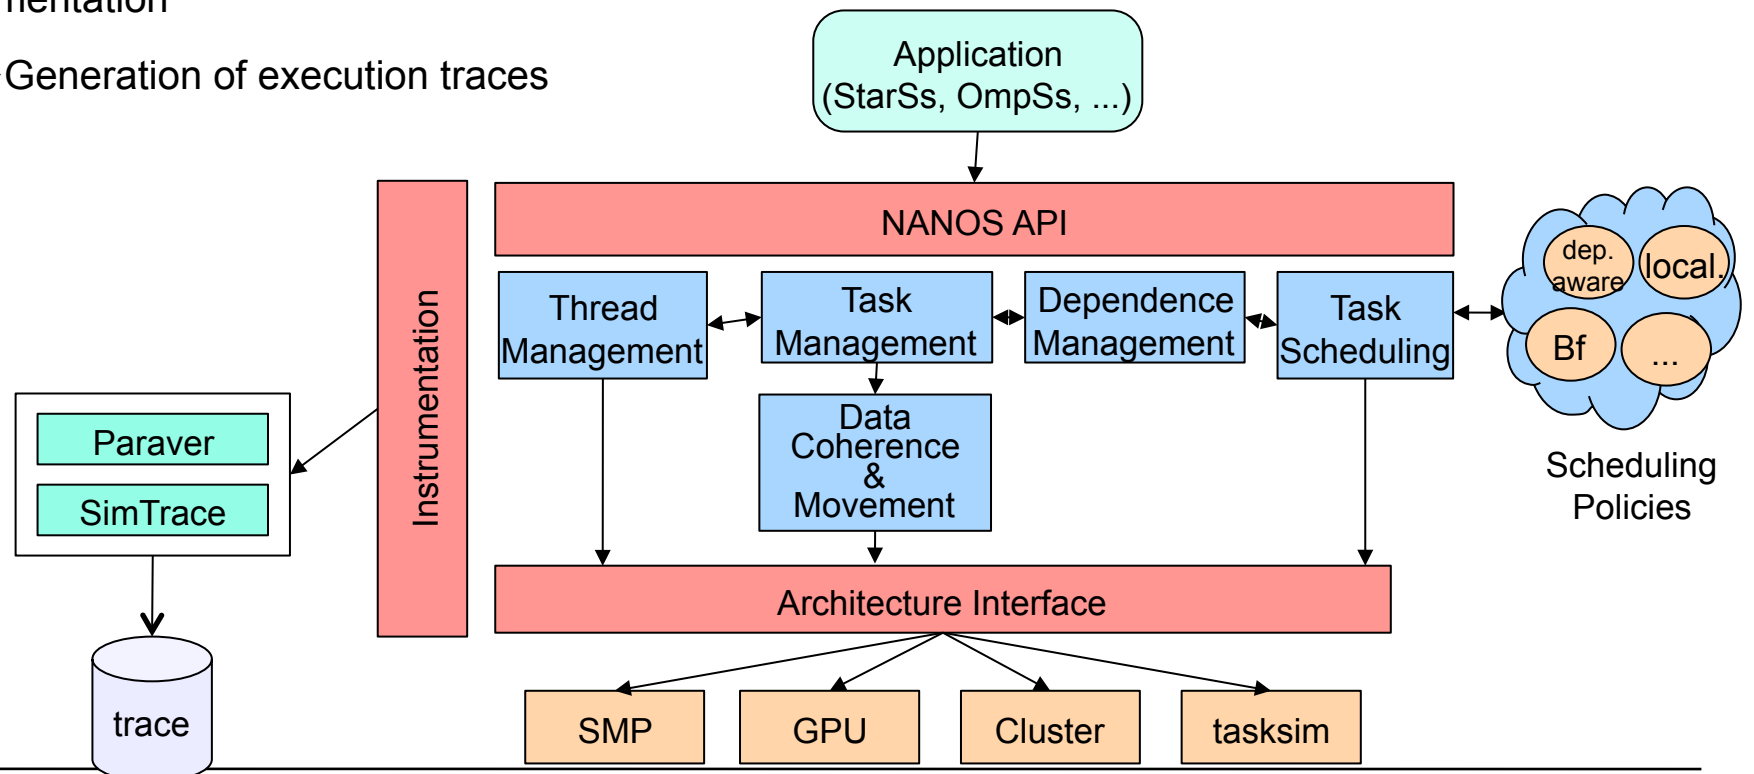 Generation of execution traces
Application
(StarSs, OmpSs, ...)
NANOS API
Instrumentation
Thread
Management
Task
Management
Dependence
Management
Task
Scheduling
dep.
aware
local.
Bf
...
Scheduling
Policies
Data
Coherence
&
Movement
Paraver
SimTrace
trace
Architecture Interface
SMP
GPU
Cluster
tasksim